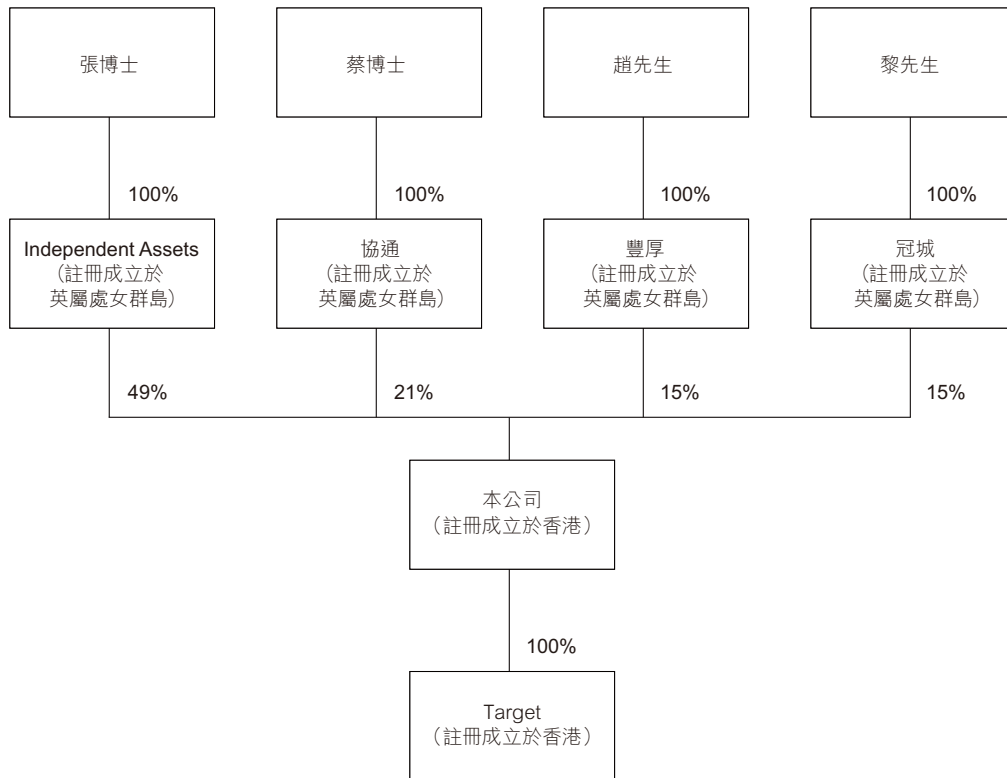 張博士
蔡博士
趙先生
黎先生
100%
100%
100%
100%
Independent Assets
(註冊成立於
英屬處女群島)
協通
(註冊成立於
英屬處女群島)
豐厚
(註冊成立於
英屬處女群島)
冠城
(註冊成立於
英屬處女群島)
49%
21%
15%
15%
本公司
(註冊成立於香港)
100%
Target
(註冊成立於香港)